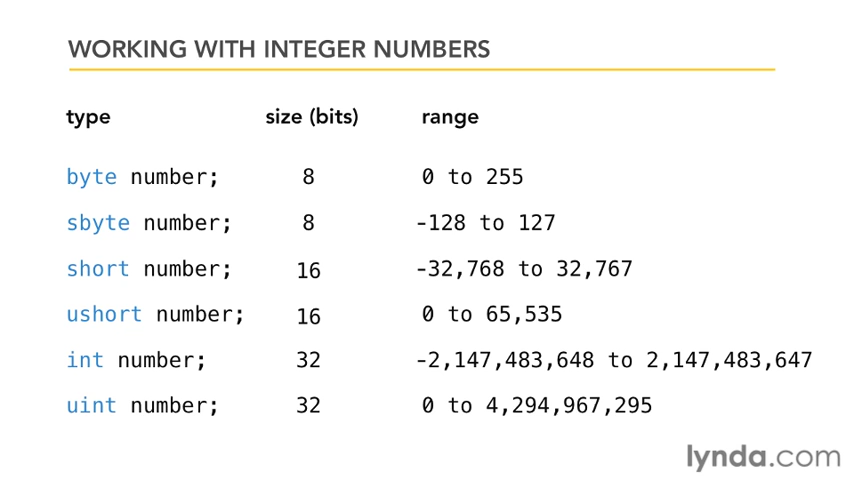 WORKING WITH INTEGER NUMBERS
type size (bits) range
byte number; 8 0 to 255
sbyte number; 8 -128 to 127
short number; 16 -32,768 to 32,767
ushort number; 16 0 to 65,535
int number; 32 -2,147,483,648 to 2,147,483,647
uint number; 32 0 to 4,294,967,295
lynda.com